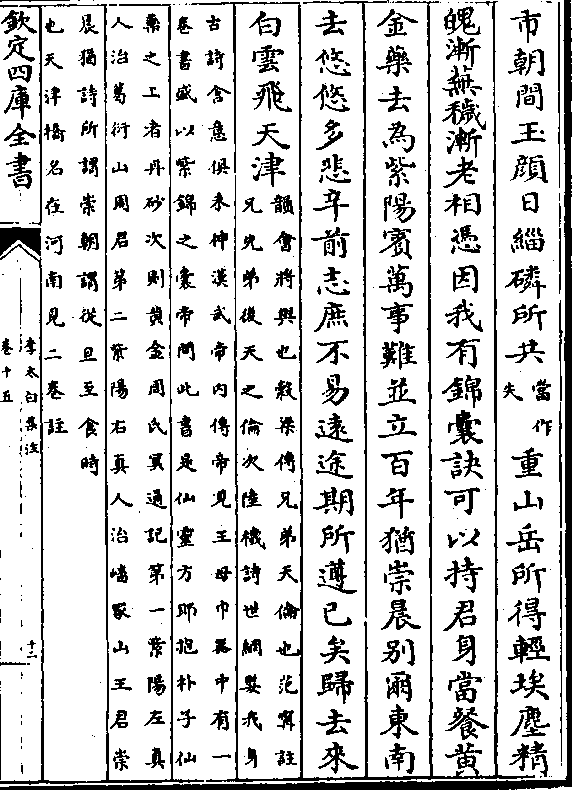 市朝間玉顔日緇磷所共當作失重山岳所得輕埃塵精
魄漸蕪穢漸老相憑因我有錦囊訣可以持君身當餐黄
金藥去為紫陽賓萬事難並立百年猶崇晨别爾東南
去悠悠多悲辛前志庶不易逺途期所遵已矣歸去來
白雲飛天津
韻會將與也穀梁傳兄弟天倫也范甯註
兄先弟後天之倫次陸機詩世網嬰我身
古詩含意俱未伸漢武帝内傳帝見王母巾器中有一
卷書盛以紫錦之囊帝問此書是仙靈方耶抱朴子仙
藥之上者丹砂次則黄金周氏冥通記第一紫陽左真
人治葛衍山周君第二紫陽右真人治嶓冢山王君崇
晨猶詩所謂崇朝謂從旦至食時
也天津橋名在河南見二卷註
欽定四庫全書
李太白集注
卷十五
十二